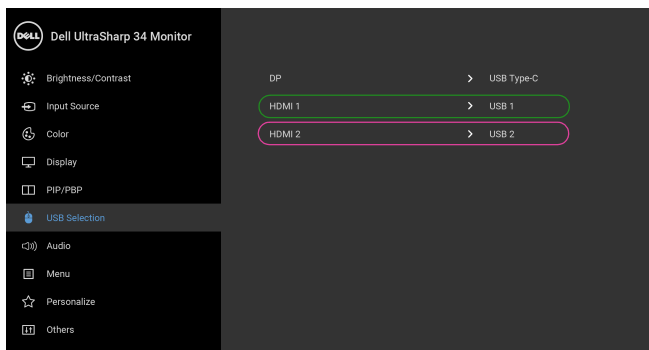 DELL Dell UltraSharp 34 Monitor
Brightness/Contrast
DP USB Type-C
Input Source
HDMI 1 USB 1
Color
HDMI 2 USB 2
Display
PIP/PBP
USB Selection
Audio
Menu
Personalize
Others